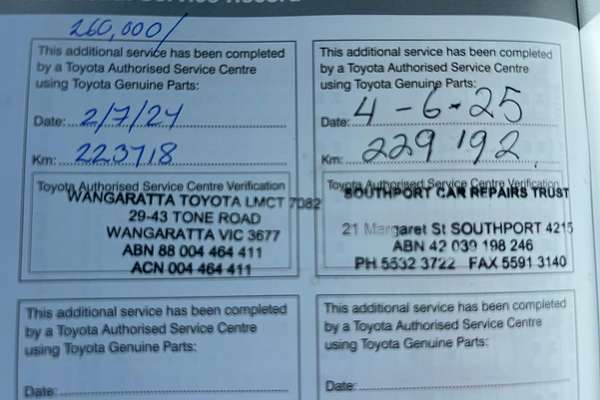 260,000/
This additional service has been completed
by a Toyota Authorised Service Centre
using Toyota Genuine Parts:
Date: 2/7/24
Km: 223718
Toyota Authorised Service Centre Verification
WANGARATTA TOYOTA LMCT 7082
29-43 TONE ROAD
WANGARATTA VIC 3677
ABN 88 004 464 411
ACN 004 464 411
This additional service has been completed
by a Toyota Authorised Service Centre
using Toyota Genuine Parts:
Date: 4-6-25
Km: 229192
Toyota Authorised Service Centre Verification
SOUTHPORT CAR REPAIRS TRUST
21 Margaret St SOUTHPORT 4215
ABN 42 039 198 246
PH 5532 3722 FAX 5591 3140
This additional service has been completed
by a Toyota Authorised Service Centre
using Toyota Genuine Parts:
Date:
This additional service has been completed
by a Toyota Authorised Service Centre
using Toyota Genuine Parts:
Date: